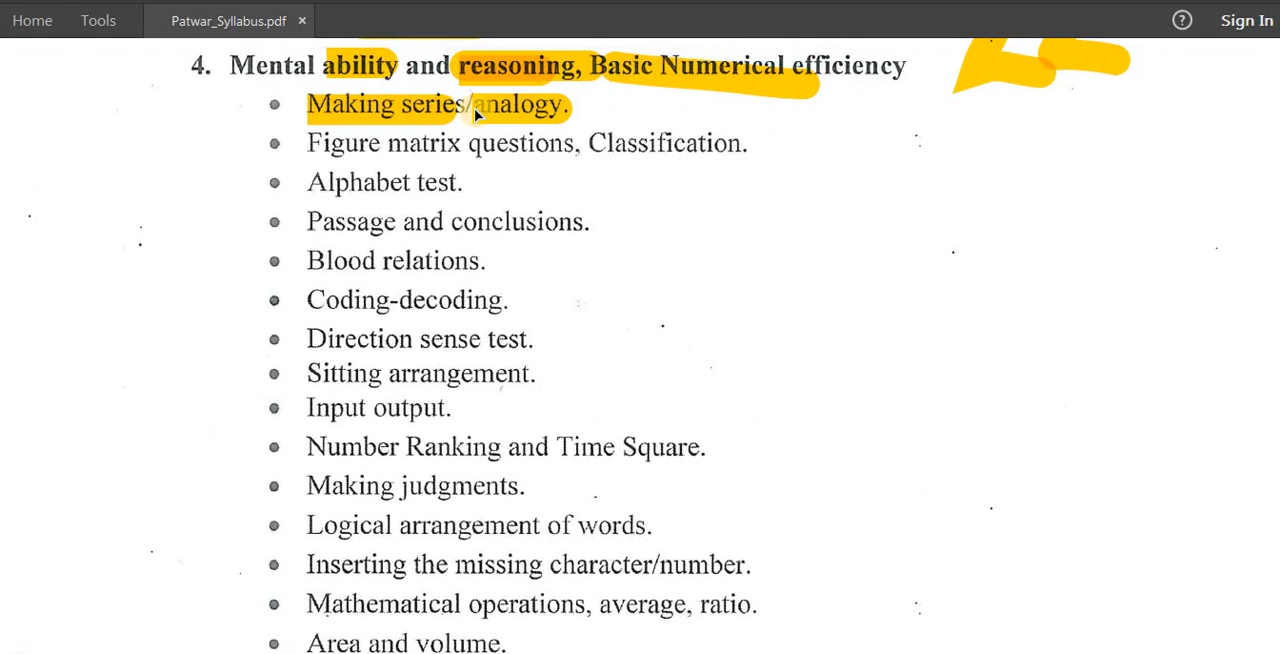 Home Tools Patwar_Syllabus.pdf × ? Sign In
4. Mental ability and reasoning, Basic Numerical efficiency
• Making series/analogy.
• Figure matrix questions, Classification.
• Alphabet test.
• Passage and conclusions.
• Blood relations.
• Coding-decoding.
• Direction sense test.
• Sitting arrangement.
• Input output.
• Number Ranking and Time Square.
• Making judgments.
• Logical arrangement of words.
• Inserting the missing character/number.
• Mathematical operations, average, ratio.
• Area and volume.